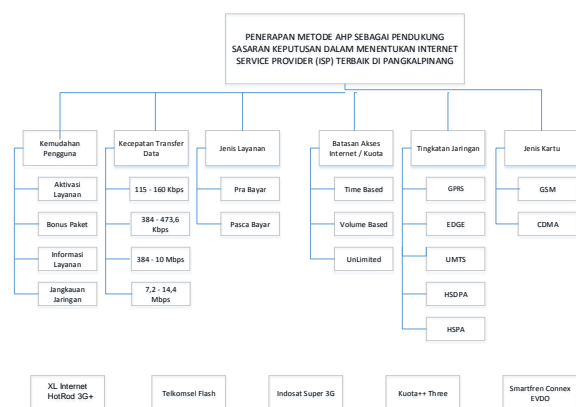 PENERAPAN METODE AHP SEBAGAI PENDUKUNG
SASARAN KEPUTUSAN DALAM MENENTUKAN INTERNET
SERVICE PROVIDER (ISP) TERBAIK DI PANGKALPINANG
Kemudahan
Pengguna
Kecepatan Transfer
Data
Jenis Layanan
Batasan Akses
Internet / Kuota
Tingkatan Jaringan
Jenis Kartu
Aktivasi
Layanan
115 - 160 Kbps
Pra Bayar
Time Based
GPRS
GSM
Bonus Paket
384 - 473,6
Kbps
Pasca Bayar
Volume Based
EDGE
CDMA
Informasi
Layanan
384 - 10 Mbps
UnLimited
UMTS
Jangkauan
Jaringan
7,2 - 14,4
Mbps
HSDPA
HSPA
XL Internet
HotRod 3G+
Telkomsel Flash
Indosat Super 3G
Kuota++ Three
Smartfren Connex
EVDO